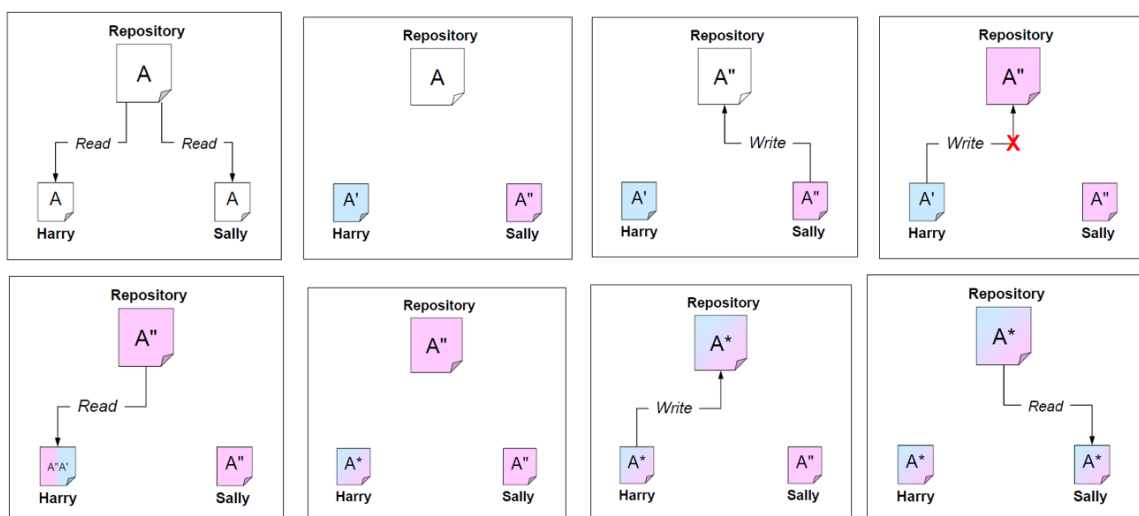 Repository
A
Read Read
A A
Harry Sally
Repository
A
A' A"
Harry Sally
Repository
A"
Write
A' A"
Harry Sally
Repository
A"
Write X
A' A"
Harry Sally
Repository
A"
Read
A"A' A"
Harry Sally
Repository
A"
A* A"
Harry Sally
Repository
A*
Write
A* A"
Harry Sally
Repository
A*
Read
A* A*
Harry Sally